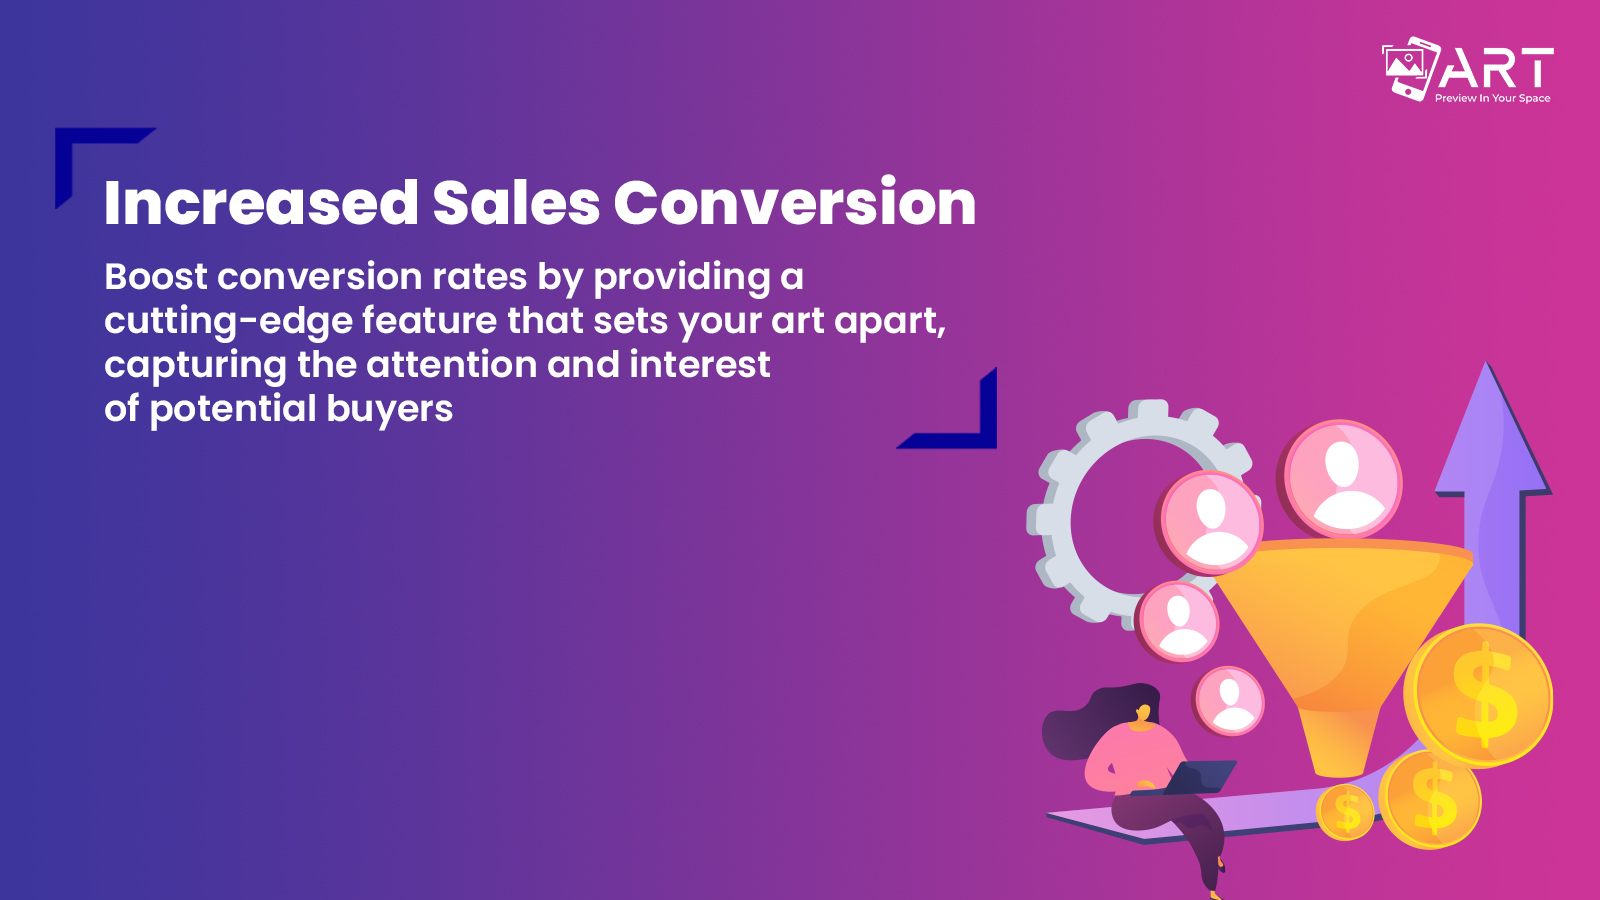 ART
Preview In Your Space
Increased Sales Conversion
Boost conversion rates by providing a
cutting-edge feature that sets your art apart,
capturing the attention and interest
of potential buyers
$
$
$